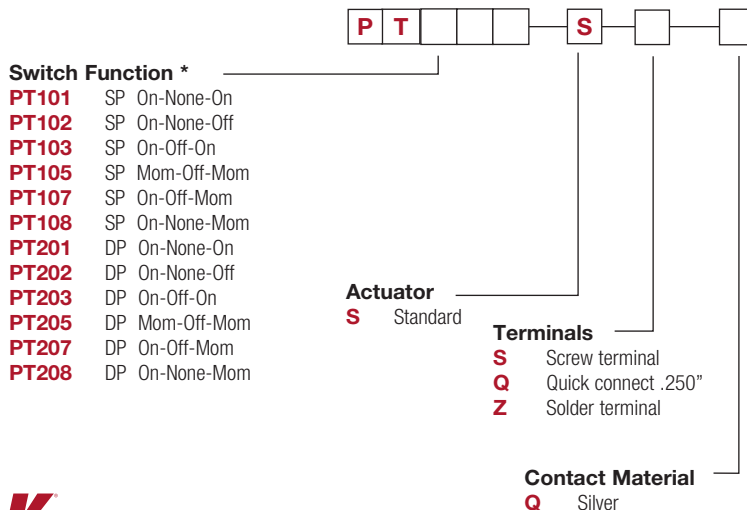 P T S
Switch Function *
PT101 SP On-None-On
PT102 SP On-None-Off
PT103 SP On-Off-On
PT105 SP Mom-Off-Mom
PT107 SP On-Off-Mom
PT108 SP On-None-Mom
PT201 DP On-None-On
PT202 DP On-None-Off
PT203 DP On-Off-On
PT205 DP Mom-Off-Mom
PT207 DP On-Off-Mom
PT208 DP On-None-Mom
Actuator
S Standard
Terminals
S Screw terminal
Q Quick connect .250”
Z Solder terminal
Contact Material
Q Silver